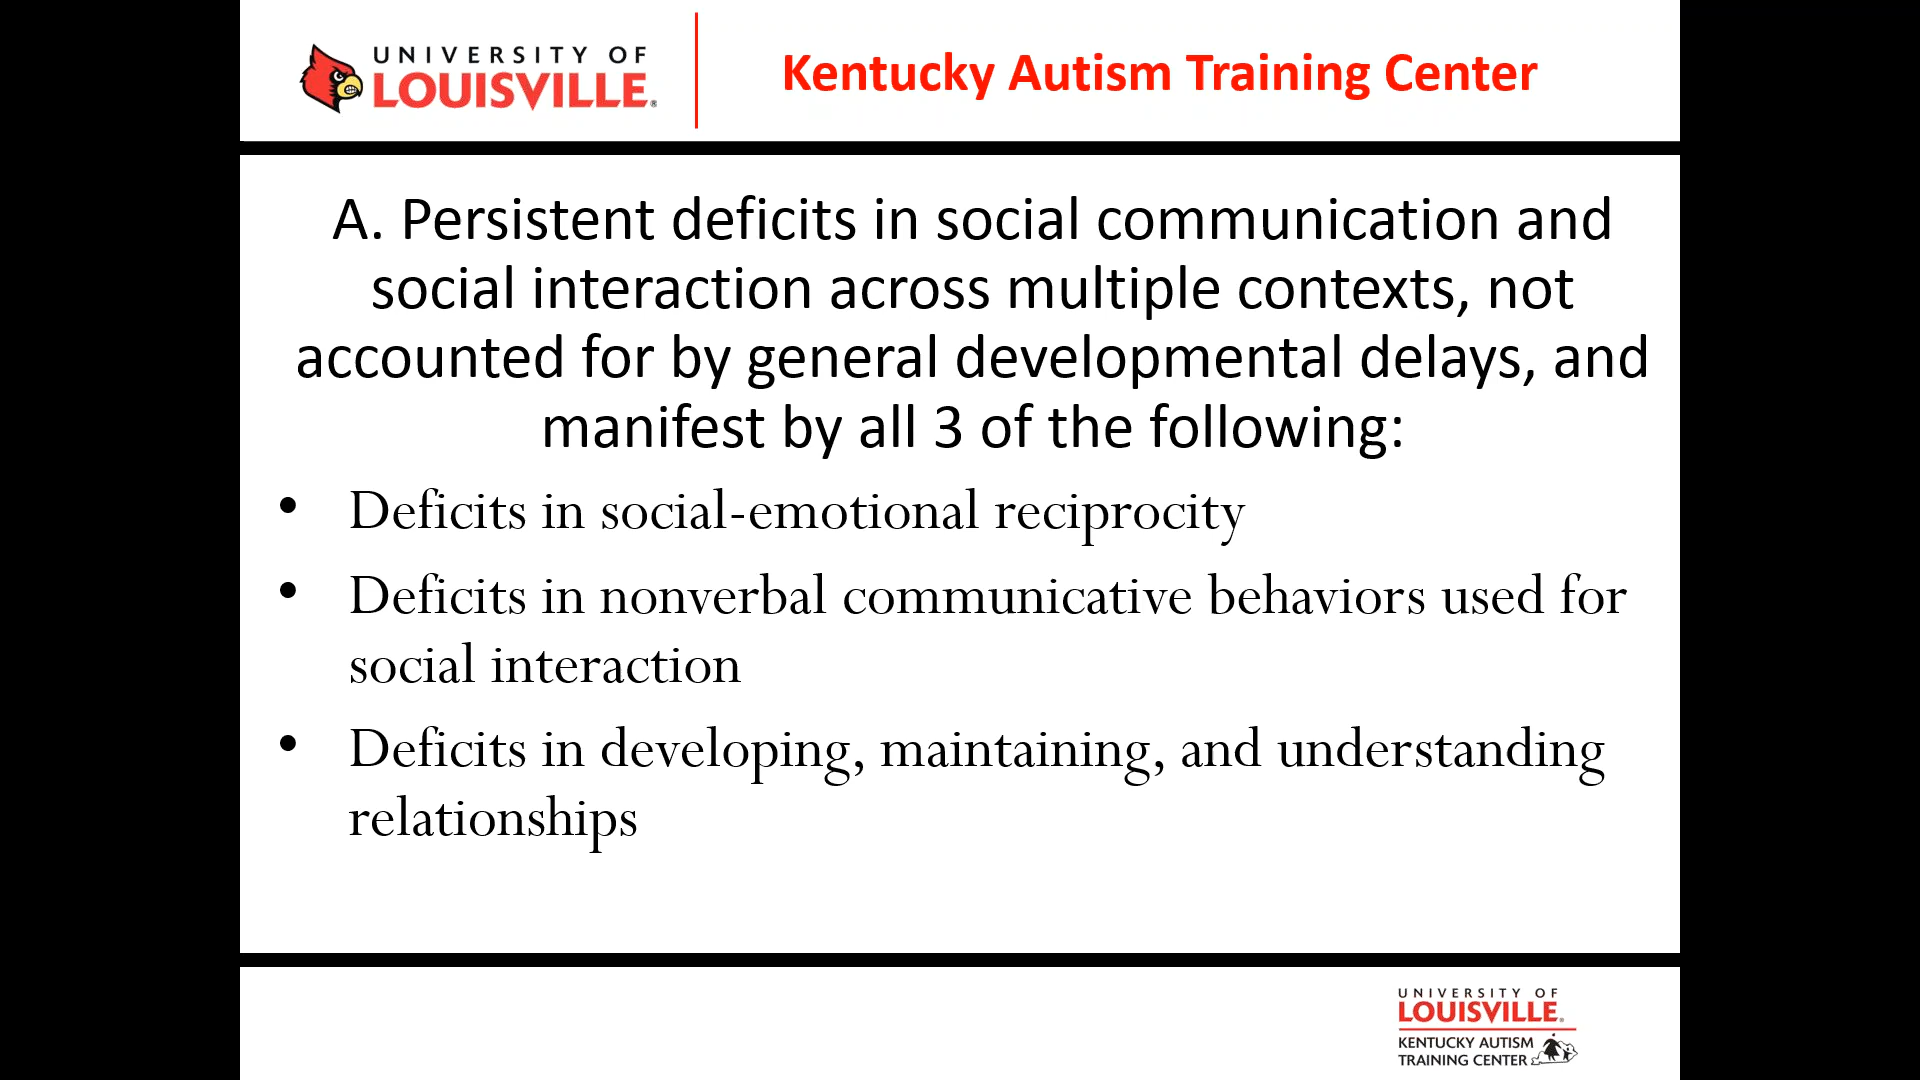 UNIVERSITY OF
LOUISVILLE®
Kentucky Autism Training Center
A. Persistent deficits in social communication and
social interaction across multiple contexts, not
accounted for by general developmental delays, and
manifest by all 3 of the following:
• Deficits in social-emotional reciprocity
• Deficits in nonverbal communicative behaviors used for
social interaction
• Deficits in developing, maintaining, and understanding
relationships
UNIVERSITY OF
LOUISVILLE®
KENTUCKY AUTISM
TRAINING CENTER